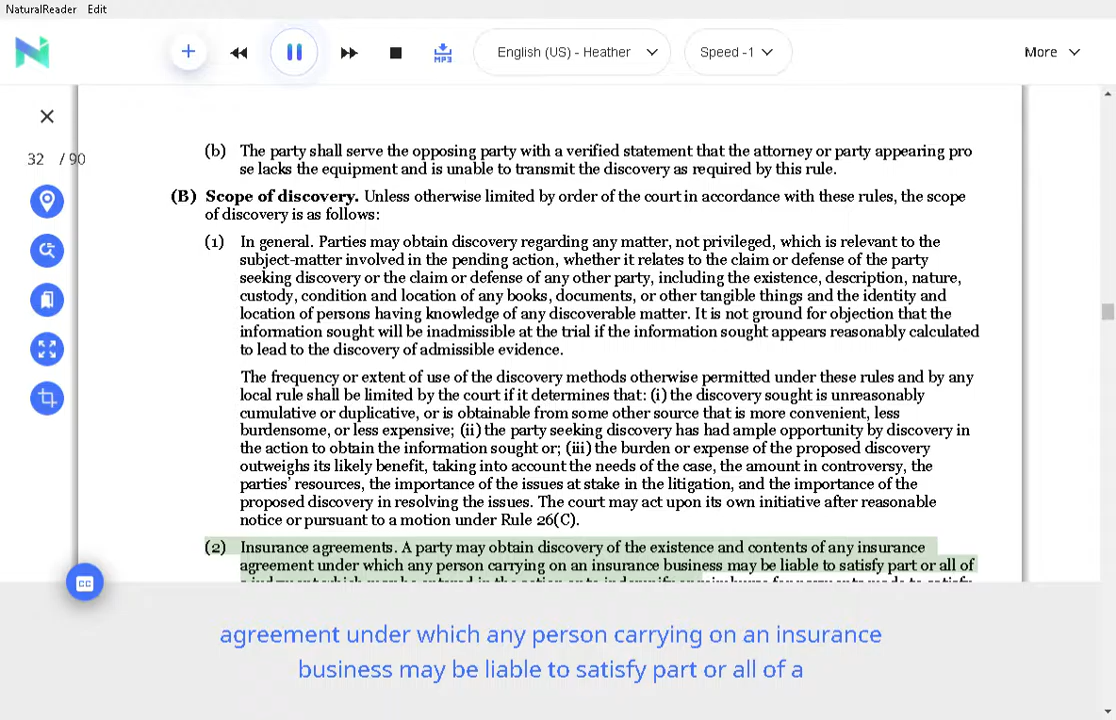 NaturalReader Edit
MP3
English (US) - Heather
Speed -1
More
32 / 90
(b) The party shall serve the opposing party with a verified statement that the attorney or party appearing pro
se lacks the equipment and is unable to transmit the discovery as required by this rule.
(B) Scope of discovery. Unless otherwise limited by order of the court in accordance with these rules, the scope
of discovery is as follows:
(1) In general. Parties may obtain discovery regarding any matter, not privileged, which is relevant to the
subject-matter involved in the pending action, whether it relates to the claim or defense of the party
seeking discovery or the claim or defense of any other party, including the existence, description, nature,
custody, condition and location of any books, documents, or other tangible things and the identity and
location of persons having knowledge of any discoverable matter. It is not ground for objection that the
information sought will be inadmissible at the trial if the information sought appears reasonably calculated
to lead to the discovery of admissible evidence.
The frequency or extent of use of the discovery methods otherwise permitted under these rules and by any
local rule shall be limited by the court if it determines that: (i) the discovery sought is unreasonably
cumulative or duplicative, or is obtainable from some other source that is more convenient, less
burdensome, or less expensive; (ii) the party seeking discovery has had ample opportunity by discovery in
the action to obtain the information sought or; (iii) the burden or expense of the proposed discovery
outweighs its likely benefit, taking into account the needs of the case, the amount in controversy, the
parties' resources, the importance of the issues at stake in the litigation, and the importance of the
proposed discovery in resolving the issues. The court may act upon its own initiative after reasonable
notice or pursuant to a motion under Rule 26(C).
(2) Insurance agreements. A party may obtain discovery of the existence and contents of any insurance
agreement under which any person carrying on an insurance business may be liable to satisfy part or all of
CC
agreement under which any person carrying on an insurance
business may be liable to satisfy part or all of a